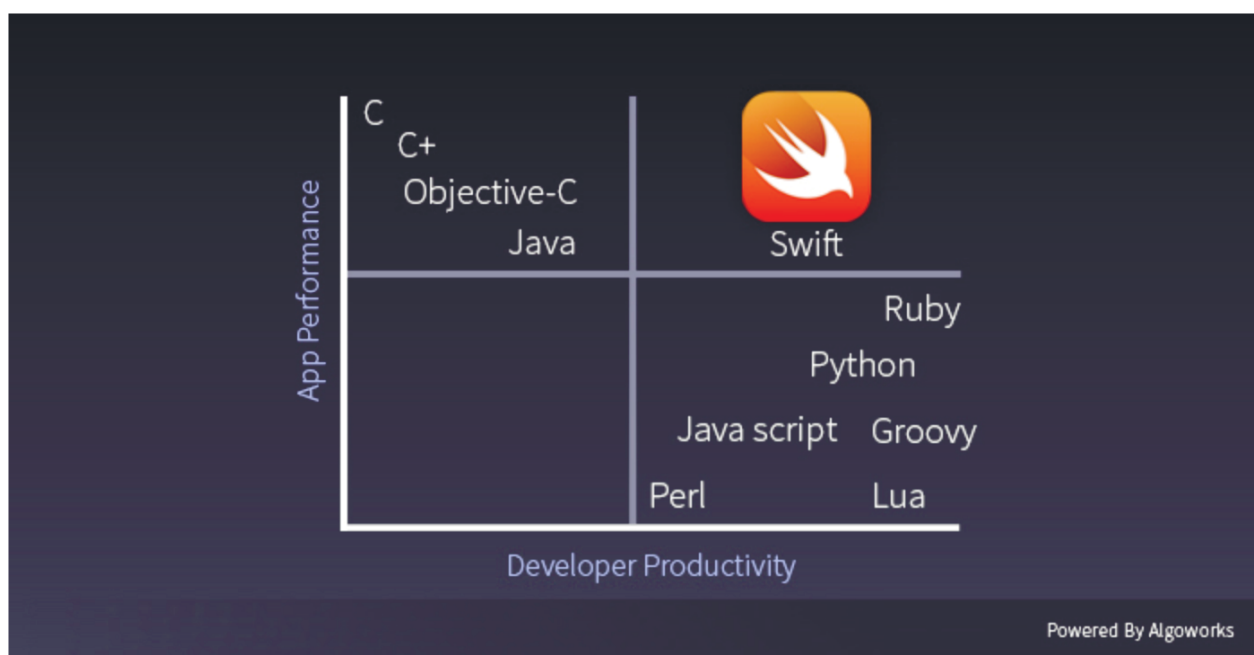 C
C+
Objective-C
Java
Swift
App Performance
Ruby
Python
Java script Groovy
Perl Lua
Developer Productivity
Powered By Algoworks